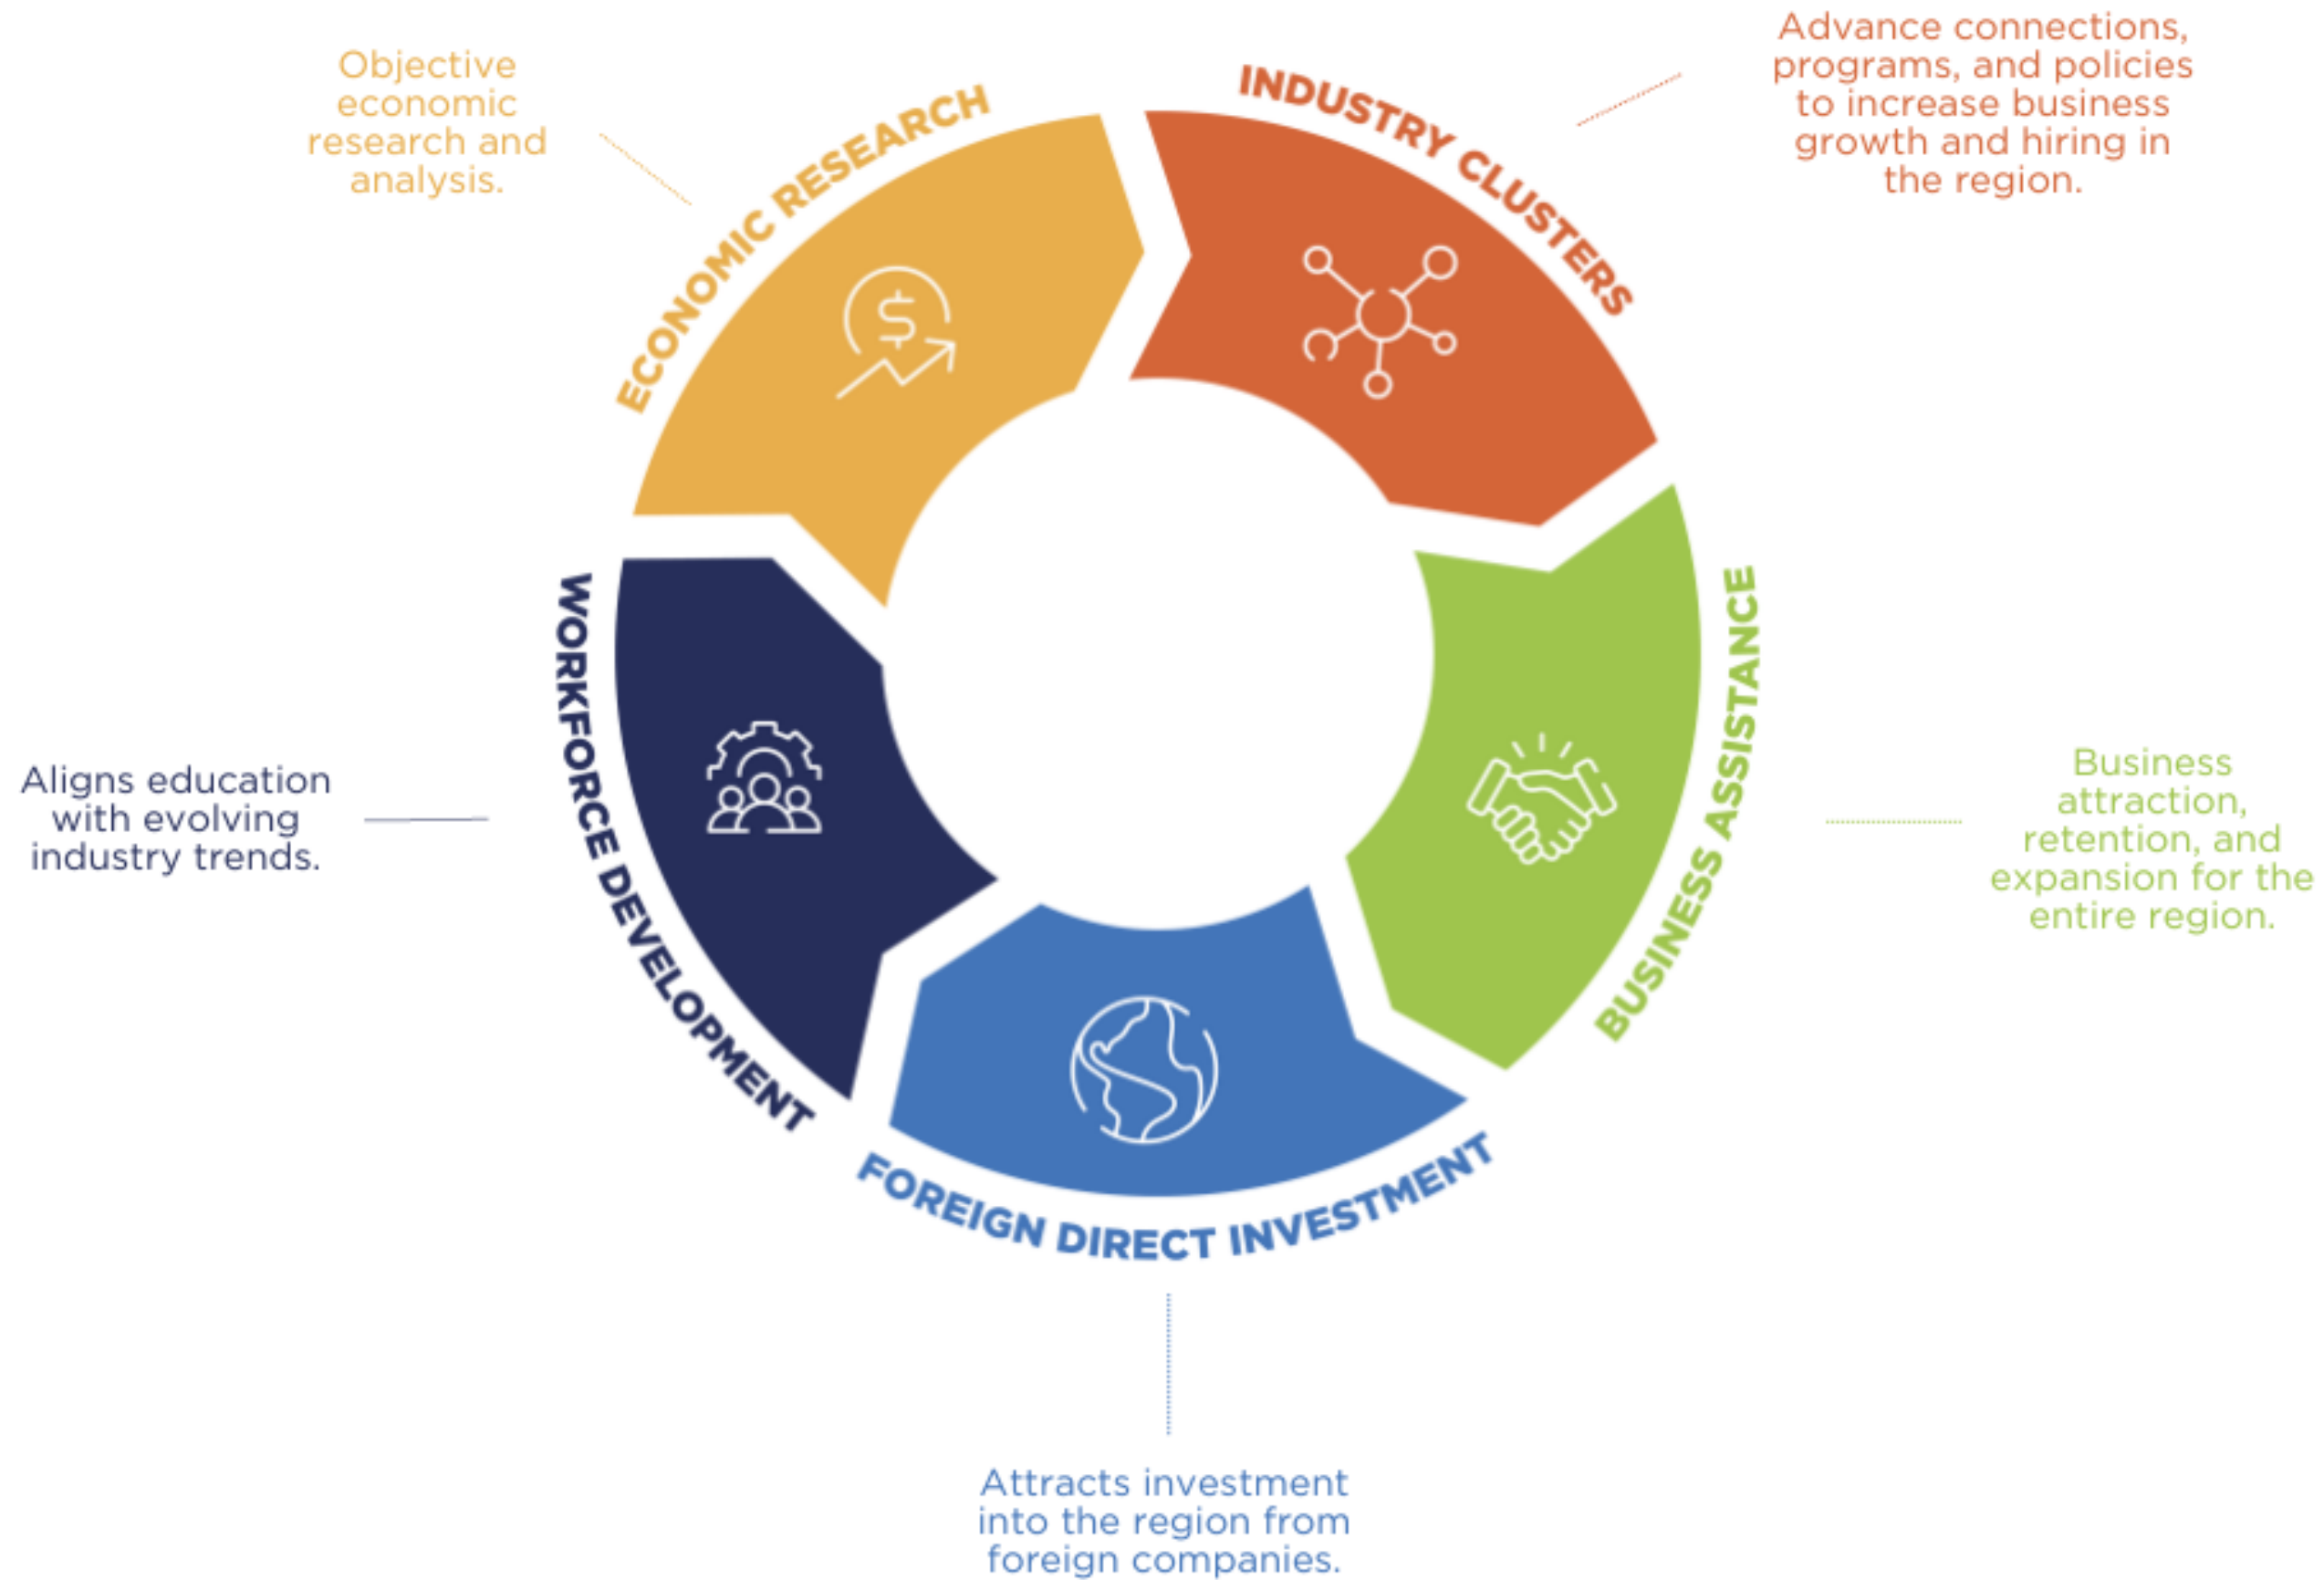 Objective
economic
research and
analysis.
ECONOMIC RESEARCH
INDUSTRY CLUSTERS
Advance connections,
programs, and policies
to increase business
growth and hiring in
the region.
BUSINESS ASSISTANCE
Business
attraction,
retention, and
expansion for the
entire region.
FOREIGN DIRECT INVESTMENT
Attracts investment
into the region from
foreign companies.
WORKFORCE DEVELOPMENT
Aligns education
with evolving
industry trends.
$